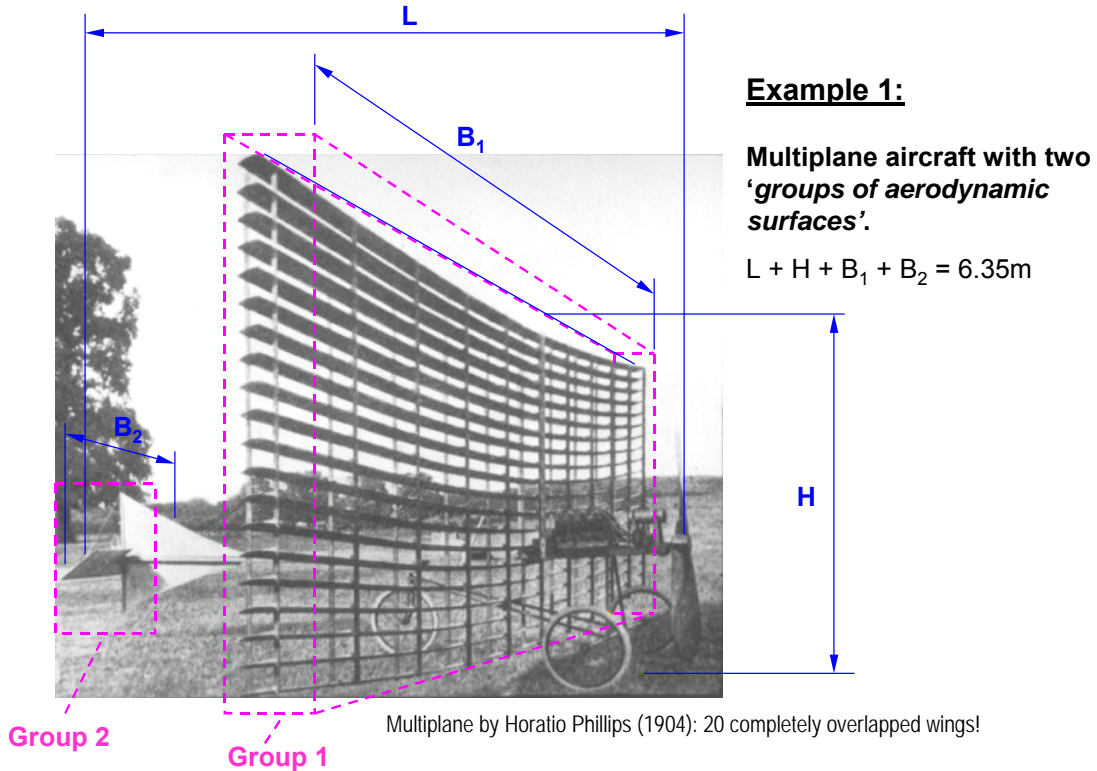 L
B₁
Example 1:
Multiplane aircraft with two
‘groups of aerodynamic
surfaces’.
L + H + B₁ + B₂ = 6.35m
B₂
H
Group 2
Group 1
Multiplane by Horatio Phillips (1904): 20 completely overlapped wings!